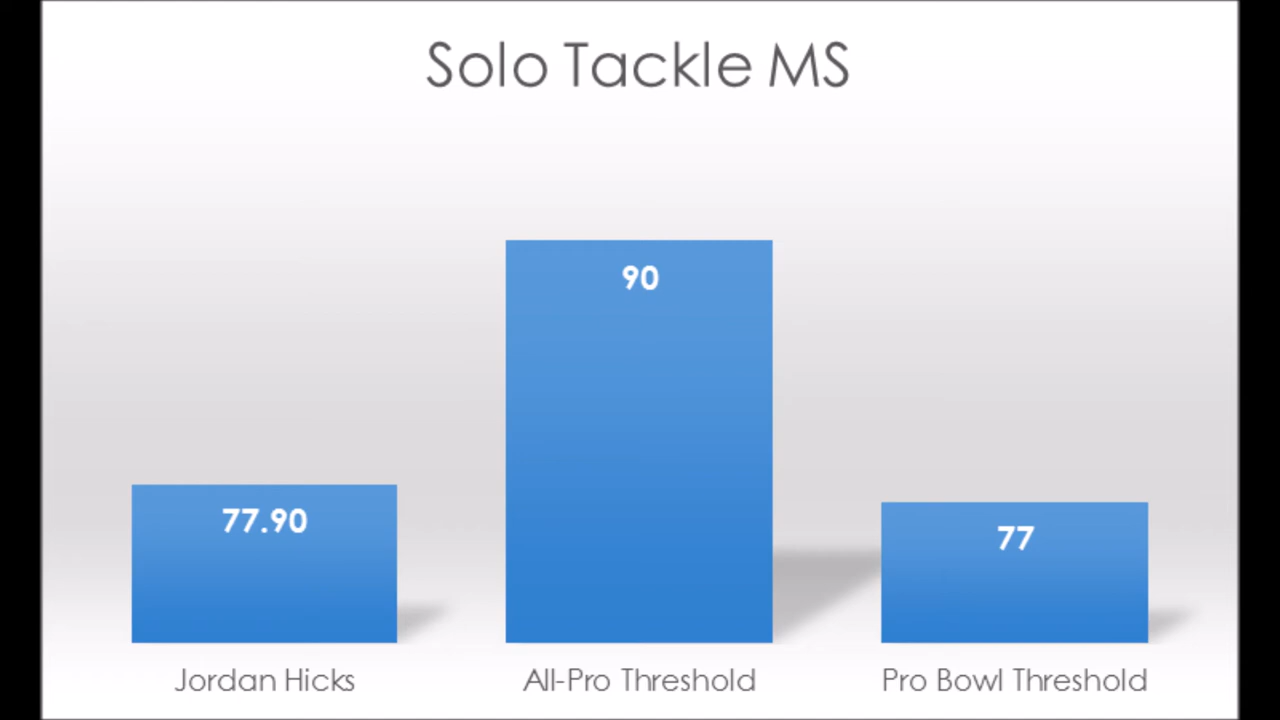 Solo Tackle MS
77.90
90
77
Jordan Hicks
All-Pro Threshold
Pro Bowl Threshold